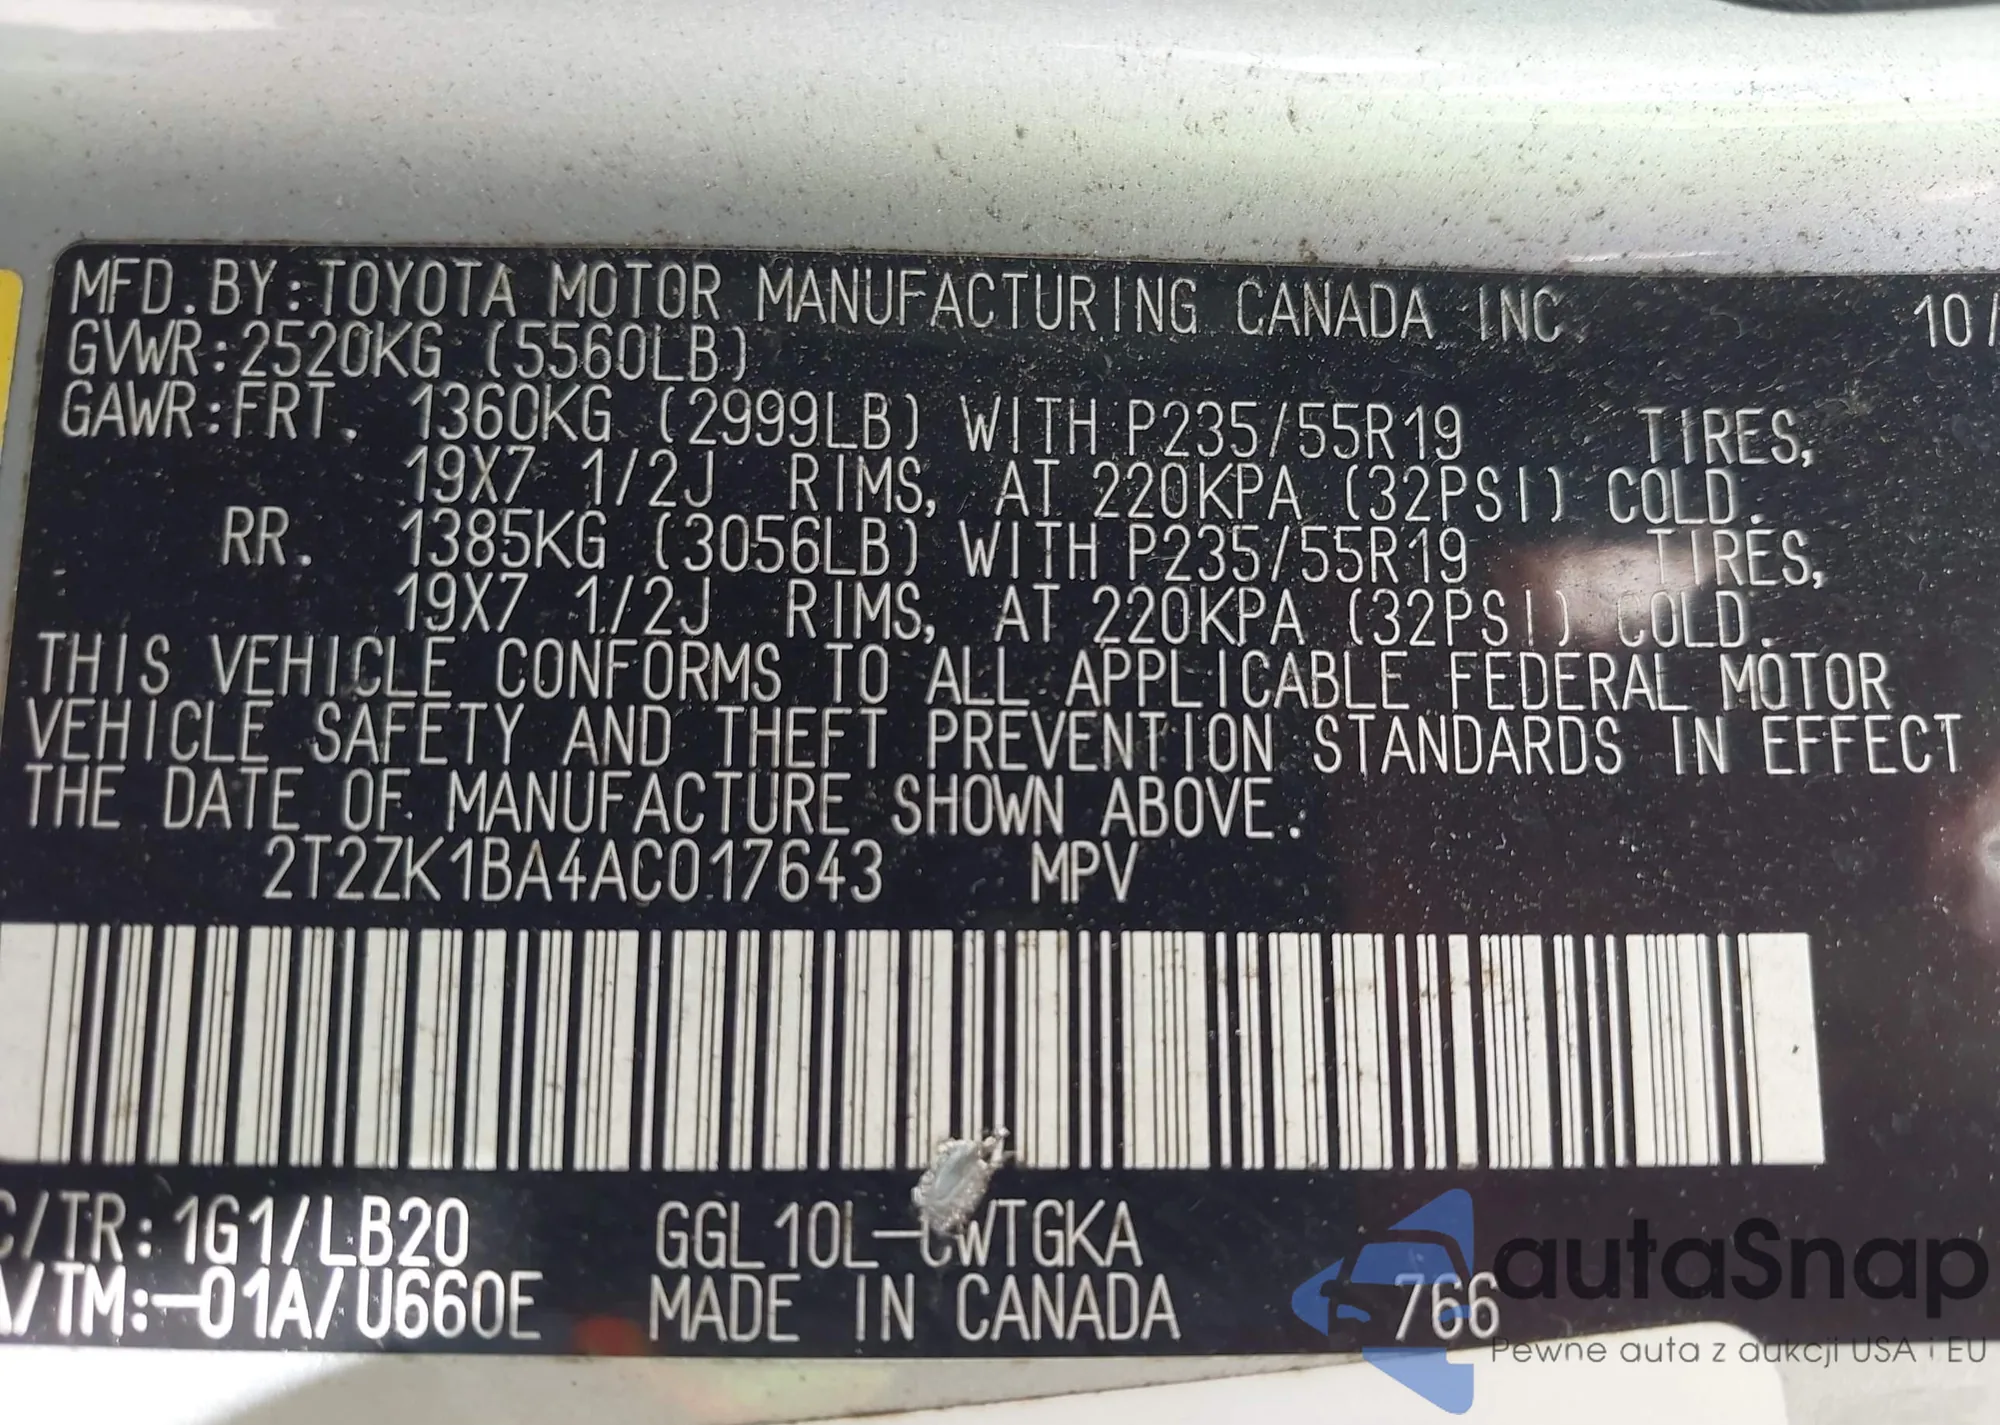 MFD.BY:TOYOTA MOTOR MANUFACTURING CANADA INC 10/
GVWR:2520KG (5560LB)
GAWR:FRT. 1360KG (2999LB) WITH P235/55R19 TIRES,
19X7 1/2J RIMS, AT 220KPA (32PSI) COLD.
RR. 1385KG (3056LB) WITH P235/55R19 TIRES,
19X7 1/2J RIMS, AT 220KPA (32PSI) COLD.
THIS VEHICLE CONFORMS TO ALL APPLICABLE FEDERAL MOTOR
VEHICLE SAFETY AND THEFT PREVENTION STANDARDS IN EFFECT
THE DATE OF MANUFACTURE SHOWN ABOVE.
2T2ZK1BA4AC017643 MPV
C/TR:1G1/LB20 GGL10L-CWTGKA
A/TM:-01A/U660E MADE IN CANADA 766
autaSnap
Pewne auta z aukcji USA i EU